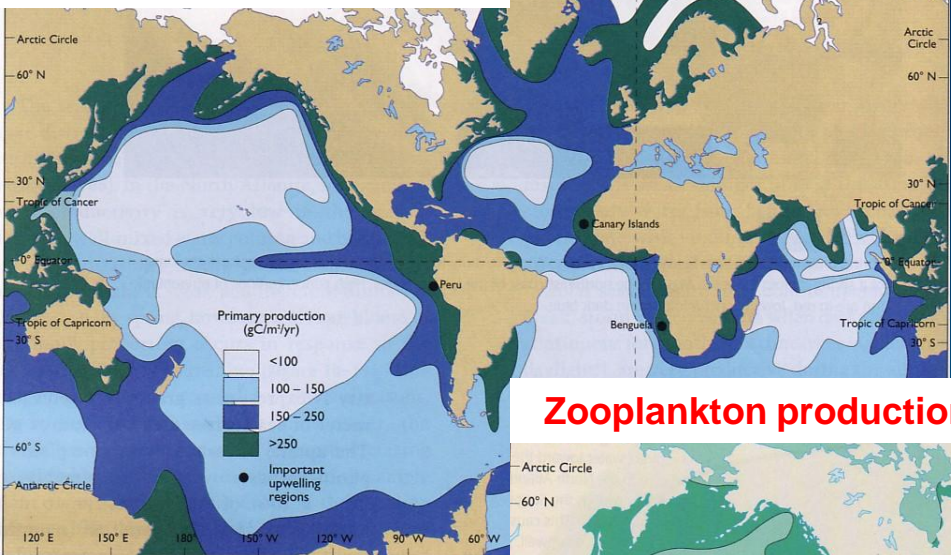 Arctic Circle
60° N
30° N
Tropic of Cancer
0° Equator
Tropic of Capricorn
30° S
60° S
Antarctic Circle
120° E
150° E
180°
150° W
120° W
90° W
60° W
Peru
Canary Islands
Benguela
Primary production
(gC/m²/yr)
<100
100 – 150
150 – 250
>250
Important
upwelling
regions
Arctic
Circle
60° N
30° N
Tropic of Cancer
0° Equator
Tropic of Capricorn
30° S
Zooplankton productio
Arctic Circle
60° N